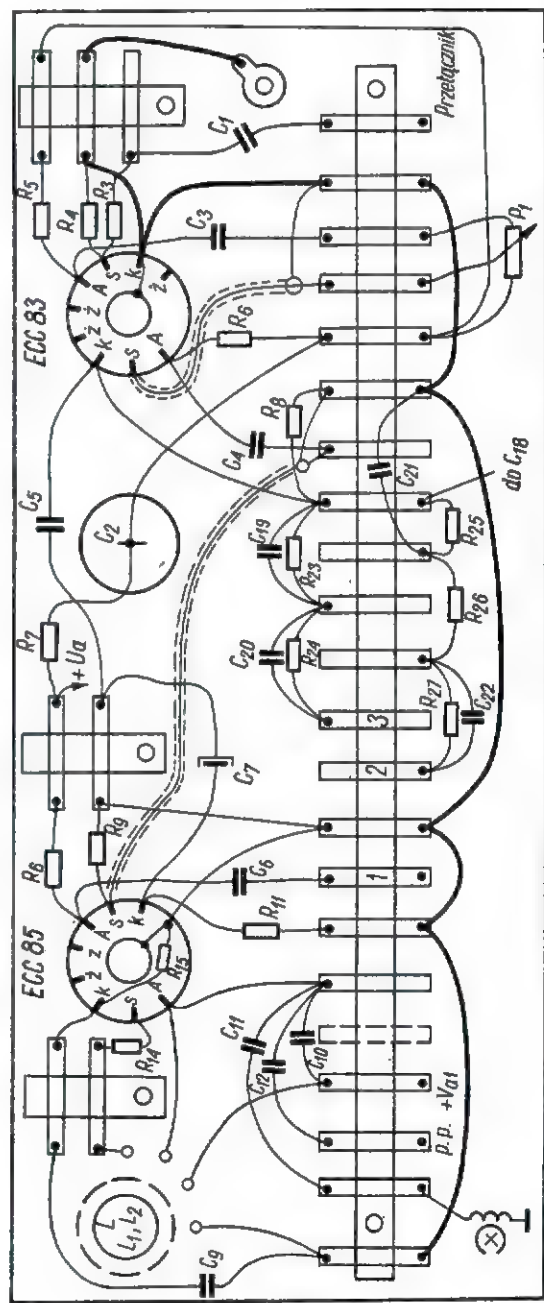 ECC 85
ECC 83
L
L1, L2
C9
R14
R15
k
ż
ż
A
s
k
A
s
R6
R9
+Ua
R7
C7
C6
R11
C2
C5
k
ż
ż
A
s
k
ż
A
s
R5
R4
R3
C1
C3
R6
C4
R8
C11
C12
C10
C19
R23
C20
R24
C21
p.p.
+Va1
1
2
3
R27
C22
R26
R25
do C18
P1
Przełącznik
X